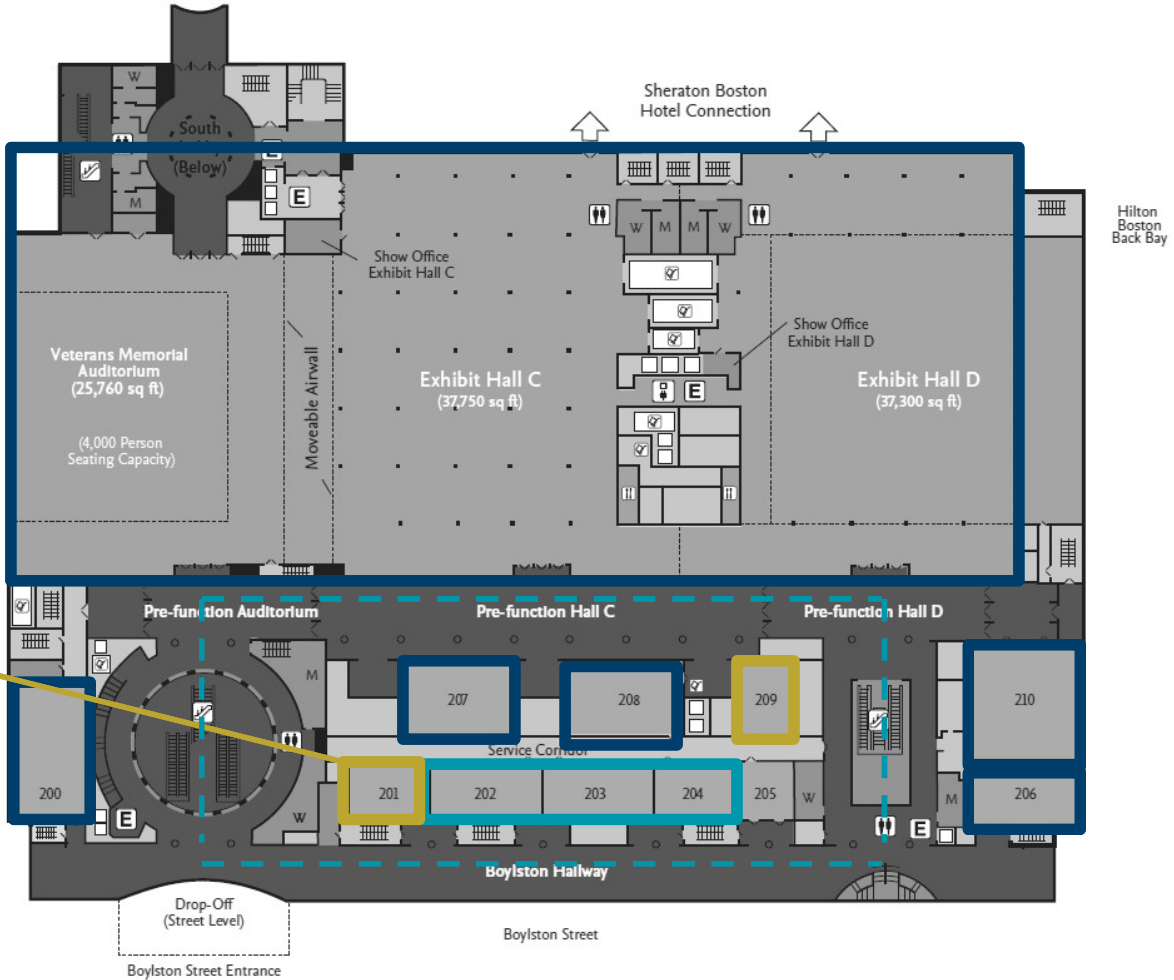 W
Sheraton Boston
Hotel Connection
South
(Below)
E
M
E
Hilton
Boston
Back Bay
W
M
M
W
Show Office
Exhibit Hall C
Show Office
Exhibit Hall D
Veterans Memorial
Auditorium
(25,760 sq ft)
(4,000 Person
Seating Capacity)
Moveable Airwall
Exhibit Hall C
(37,750 sq ft)
E
Exhibit Hall D
(37,300 sq ft)
Pre-function Auditorium
Pre-function Hall C
Pre-function Hall D
M
207
208
209
210
Service Corridor
200
201
202
203
204
205
W
M
206
E
W
E
Boylston Hallway
Drop-Off
(Street Level)
Boylston Street
Boylston Street Entrance